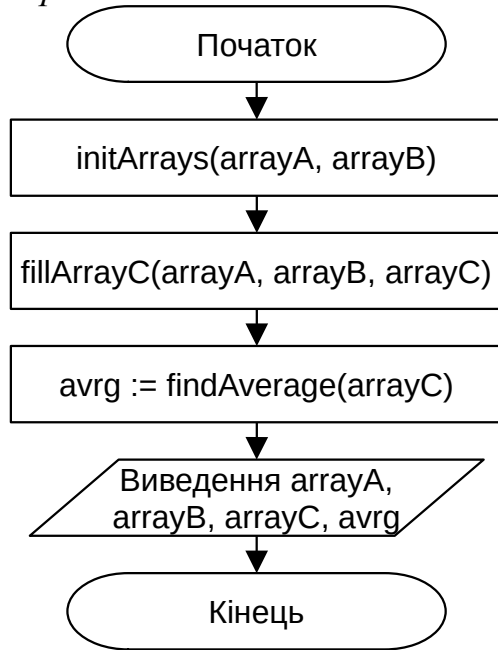 Початок
initArrays(arrayA, arrayB)
fillArrayC(arrayA, arrayB, arrayC)
avrg := findAverage(arrayC)
Виведення arrayA,
arrayB, arrayC, avrg
Кінець